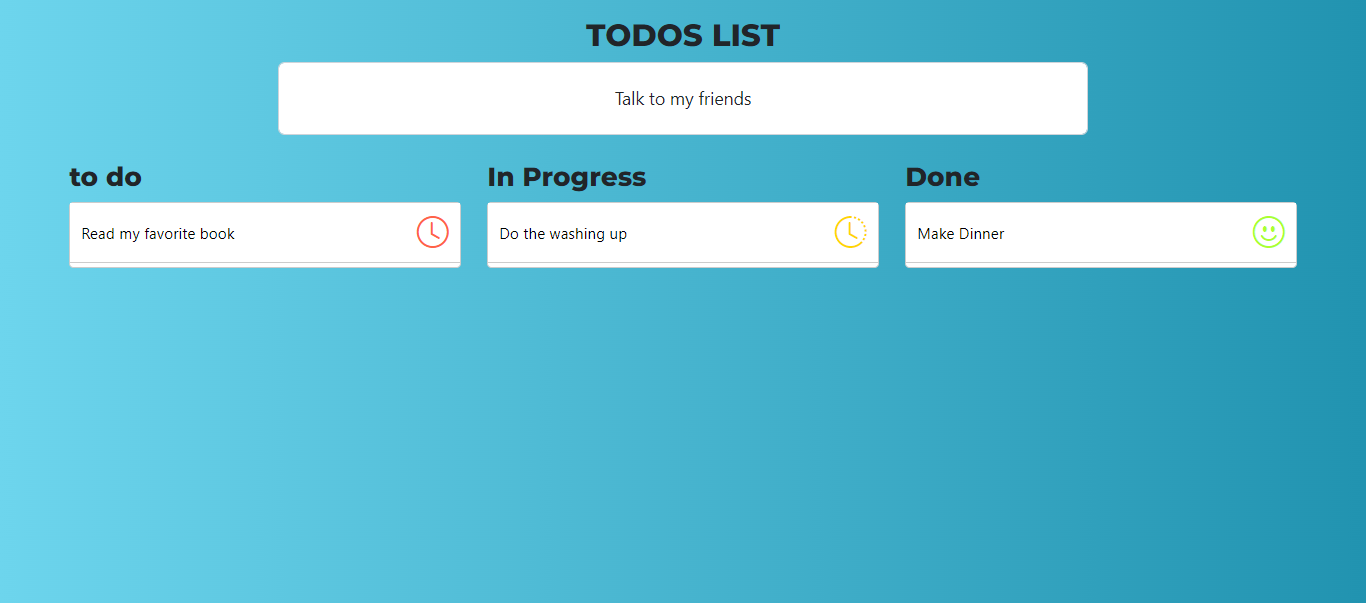 TODOS LIST
Talk to my friends
to do
Read my favorite book
In Progress
Do the washing up
Done
Make Dinner